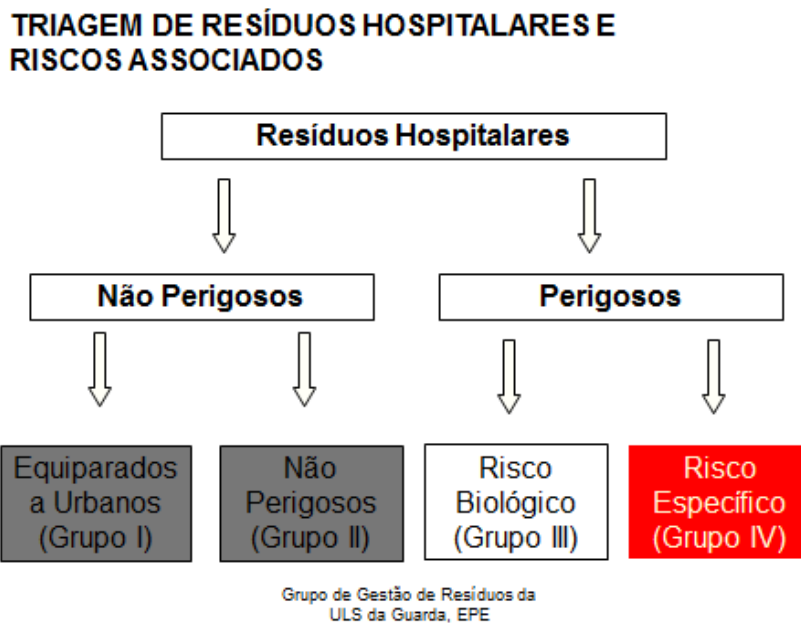 TRIAGEM DE RESÍDUOS HOSPITALARES E
RISCOS ASSOCIADOS
Resíduos Hospitalares
Não Perigosos
Perigosos
Equiparados
a Urbanos
(Grupo I)
Não
Perigosos
(Grupo II)
Risco
Biológico
(Grupo III)
Risco
Específico
(Grupo IV)
Grupo de Gestão de Resíduos da
ULS da Guarda, EPE